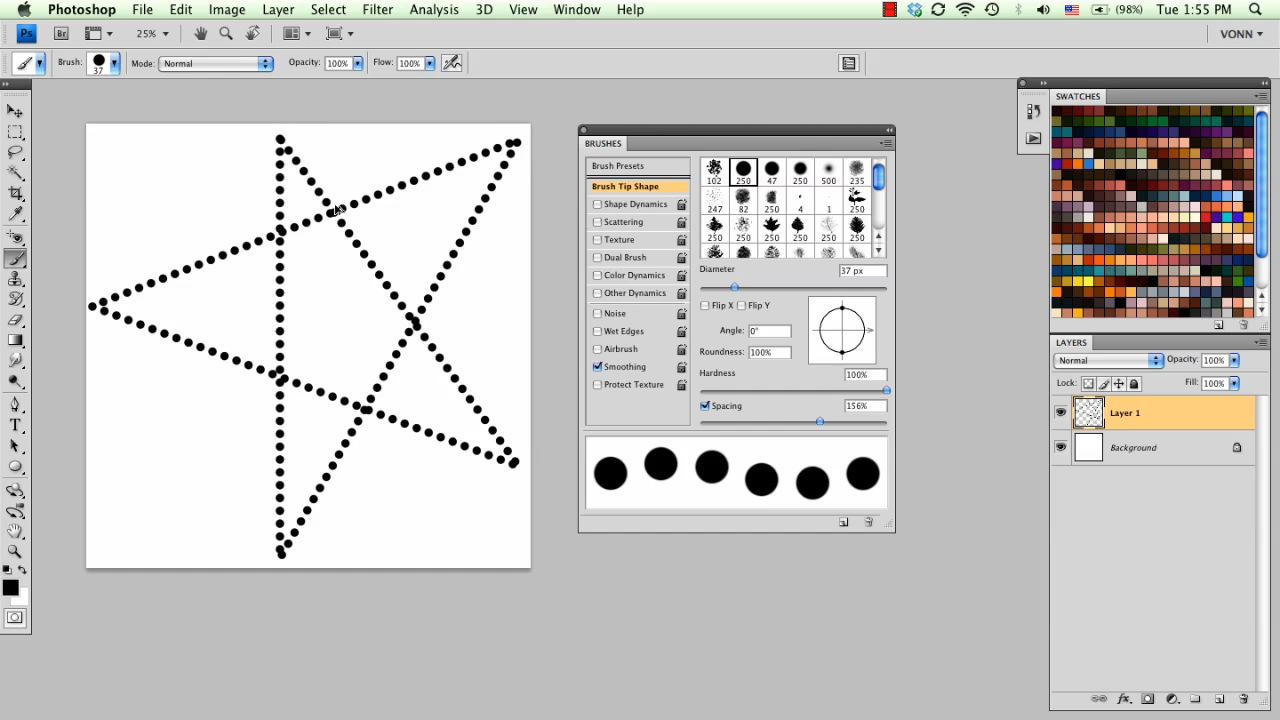 Photoshop File Edit Image Layer Select Filter Analysis 3D View Window Help (98%) Tue 1:55 PM
Ps Br 25% VONN
Brush: 37 Mode: Normal Opacity: 100% Flow: 100%
SWATCHES
BRUSHES
Brush Presets
Brush Tip Shape
Shape Dynamics
Scattering
Texture
Dual Brush
Color Dynamics
Other Dynamics
Noise
Wet Edges
Airbrush
Smoothing
Protect Texture
102 250 47 250 500 235
247 82 250 4 1 250
250 250 250 250 250 250
Diameter 37 px
Flip X Flip Y
Angle: 0°
Roundness: 100%
Hardness 100%
Spacing 156%
LAYERS
Normal Opacity: 100%
Lock: Fill: 100%
Layer 1
Background
T
fx